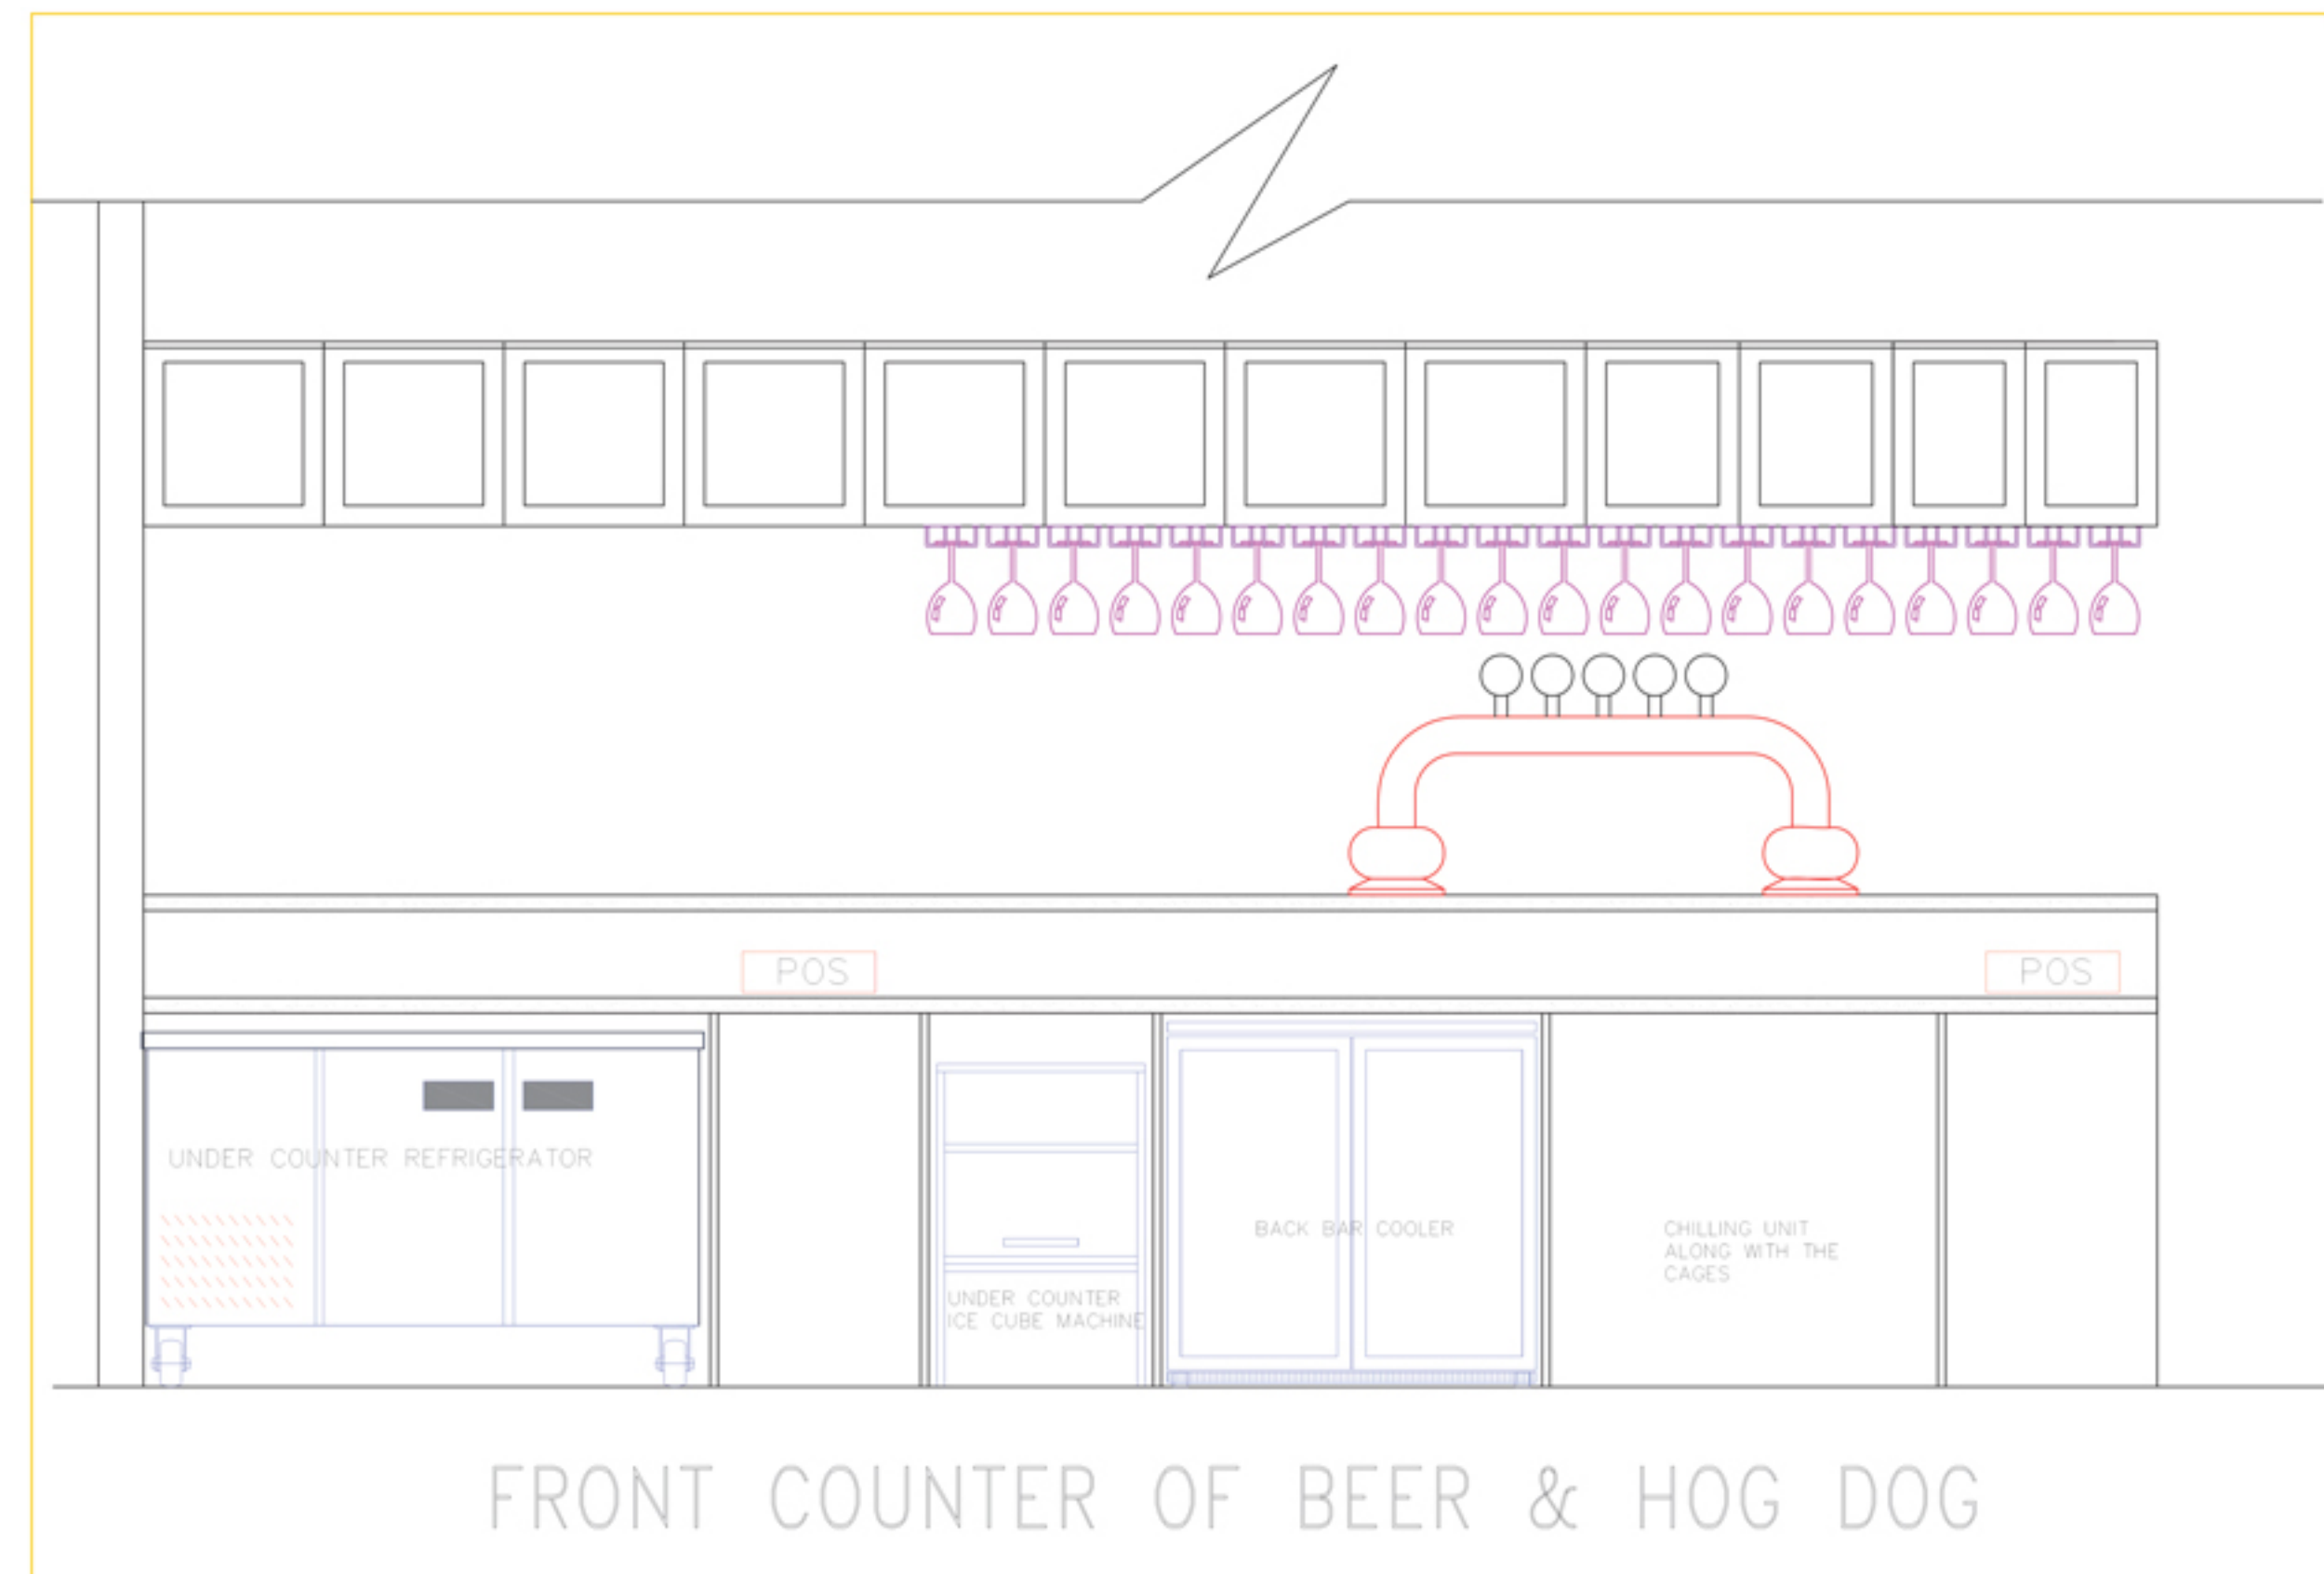 POS
POS
UNDER COUNTER REFRIGERATOR
BACK BAR COOLER
CHILLING UNIT
ALONG WITH THE
CAGES
UNDER COUNTER
ICE CUBE MACHINE
FRONT COUNTER OF BEER & HOG DOG